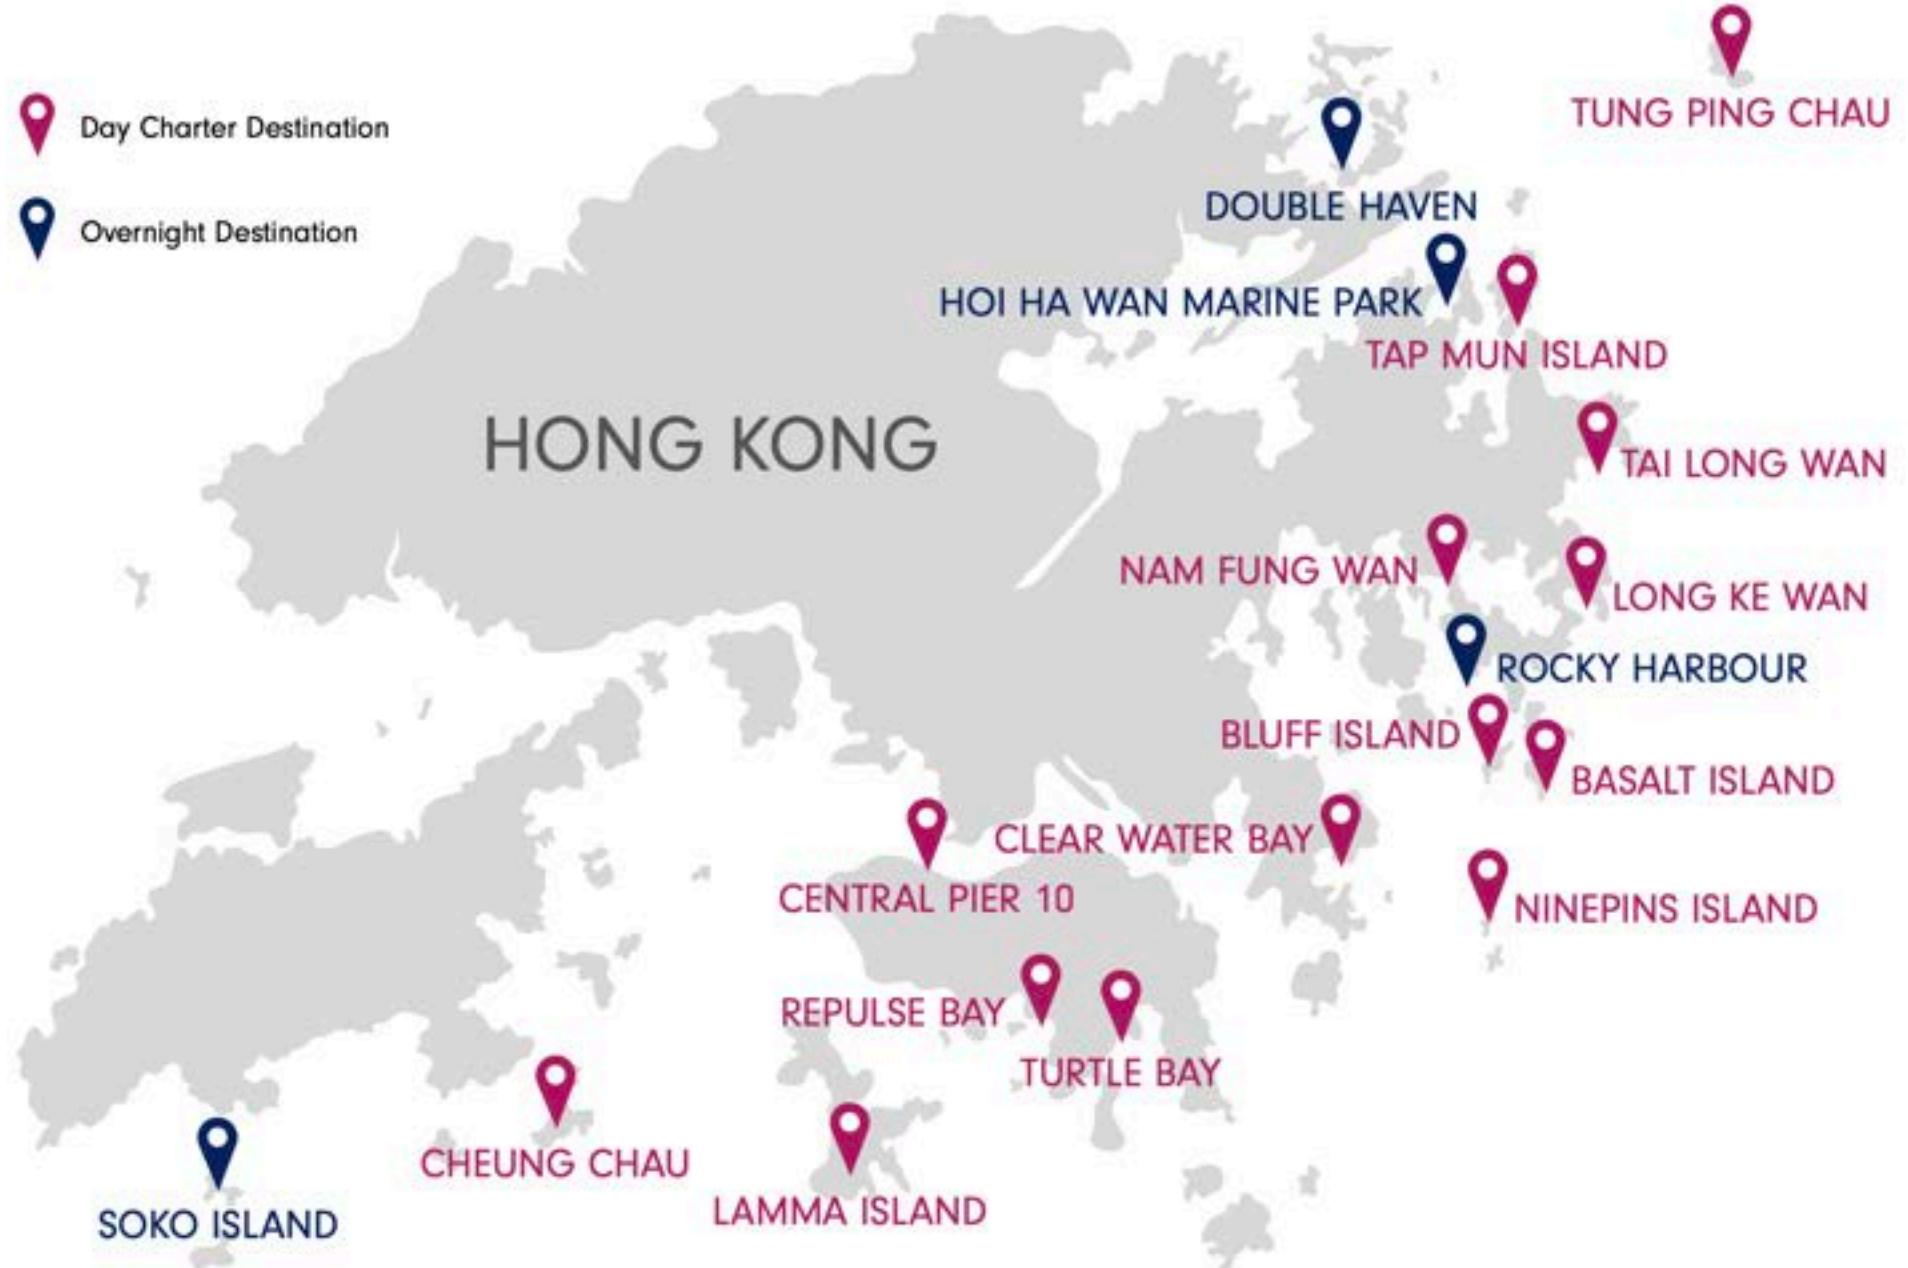 TUNG PING CHAU
Day Charter Destination
Overnight Destination
DOUBLE HAVEN
HOI HA WAN MARINE PARK
TAP MUN ISLAND
HONG KONG
TAI LONG WAN
NAM FUNG WAN
LONG KE WAN
ROCKY HARBOUR
BLUFF ISLAND
BASALT ISLAND
CLEAR WATER BAY
CENTRAL PIER 10
NINEPINS ISLAND
REPULSE BAY
TURTLE BAY
CHEUNG CHAU
LAMMA ISLAND
SOKO ISLAND